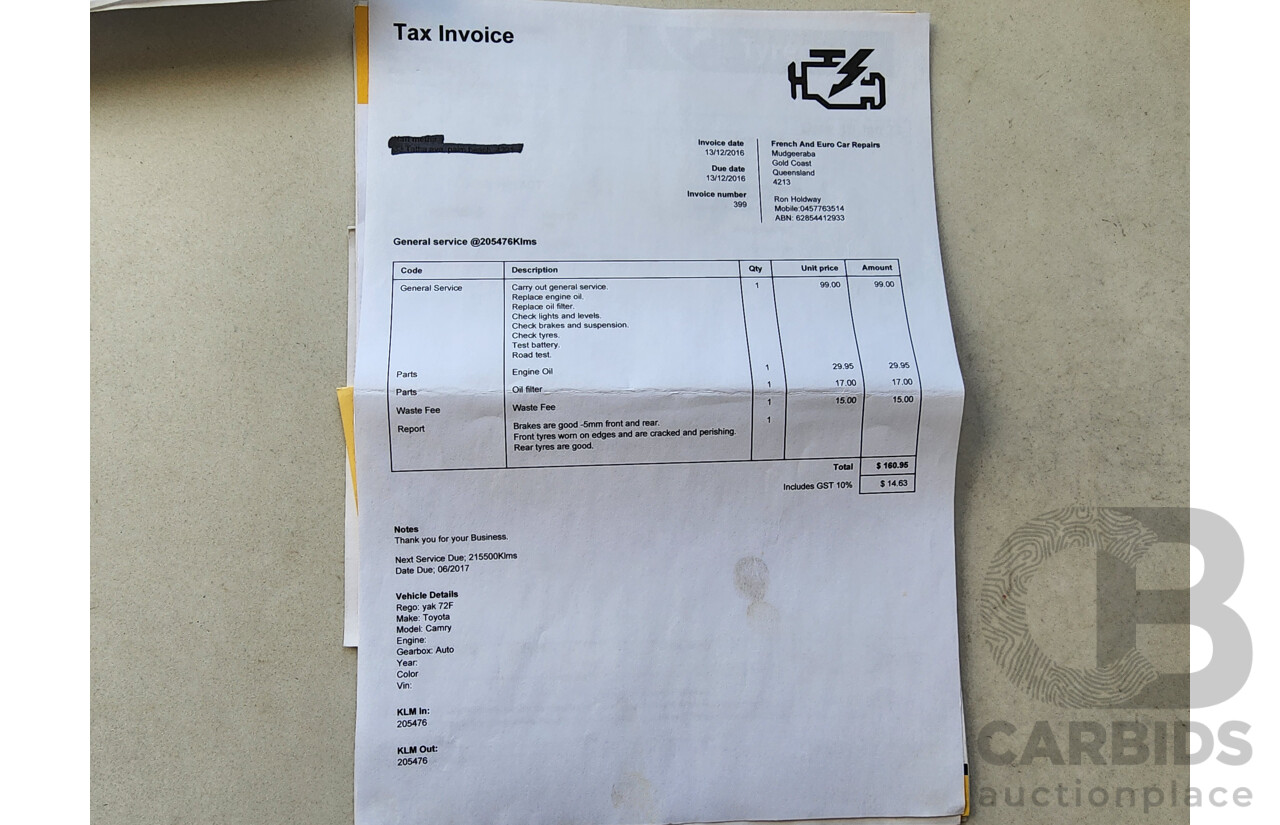 Tax Invoice
Invoice date
13/12/2016
Due date
13/12/2016
Invoice number
399
French And Euro Car Repairs
Mudgeeraba
Gold Coast
Queensland
4213
Ron Holdway
Mobile:0457763514
ABN: 62854412933
General service @205476Klms
Code Description Qty Unit price Amount
General Service Carry out general service. 1 99.00 99.00
Replace engine oil.
Replace oil filter.
Check lights and levels.
Check brakes and suspension.
Check tyres.
Test battery.
Road test.
Parts Engine Oil 1 29.95 29.95
Parts Oil filter 1 17.00 17.00
Waste Fee Waste Fee 1 15.00 15.00
Report Brakes are good -5mm front and rear. 1
Front tyres worn on edges and are cracked and perishing.
Rear tyres are good.
Total $ 160.95
Includes GST 10% $ 14.63
Notes
Thank you for your Business.
Next Service Due; 215500Klms
Date Due; 06/2017
Vehicle Details
Rego: yak 72F
Make: Toyota
Model: Camry
Engine:
Gearbox: Auto
Year:
Color
Vin:
KLM In:
205476
KLM Out:
205476
CB
CARBIDS
auctionplace